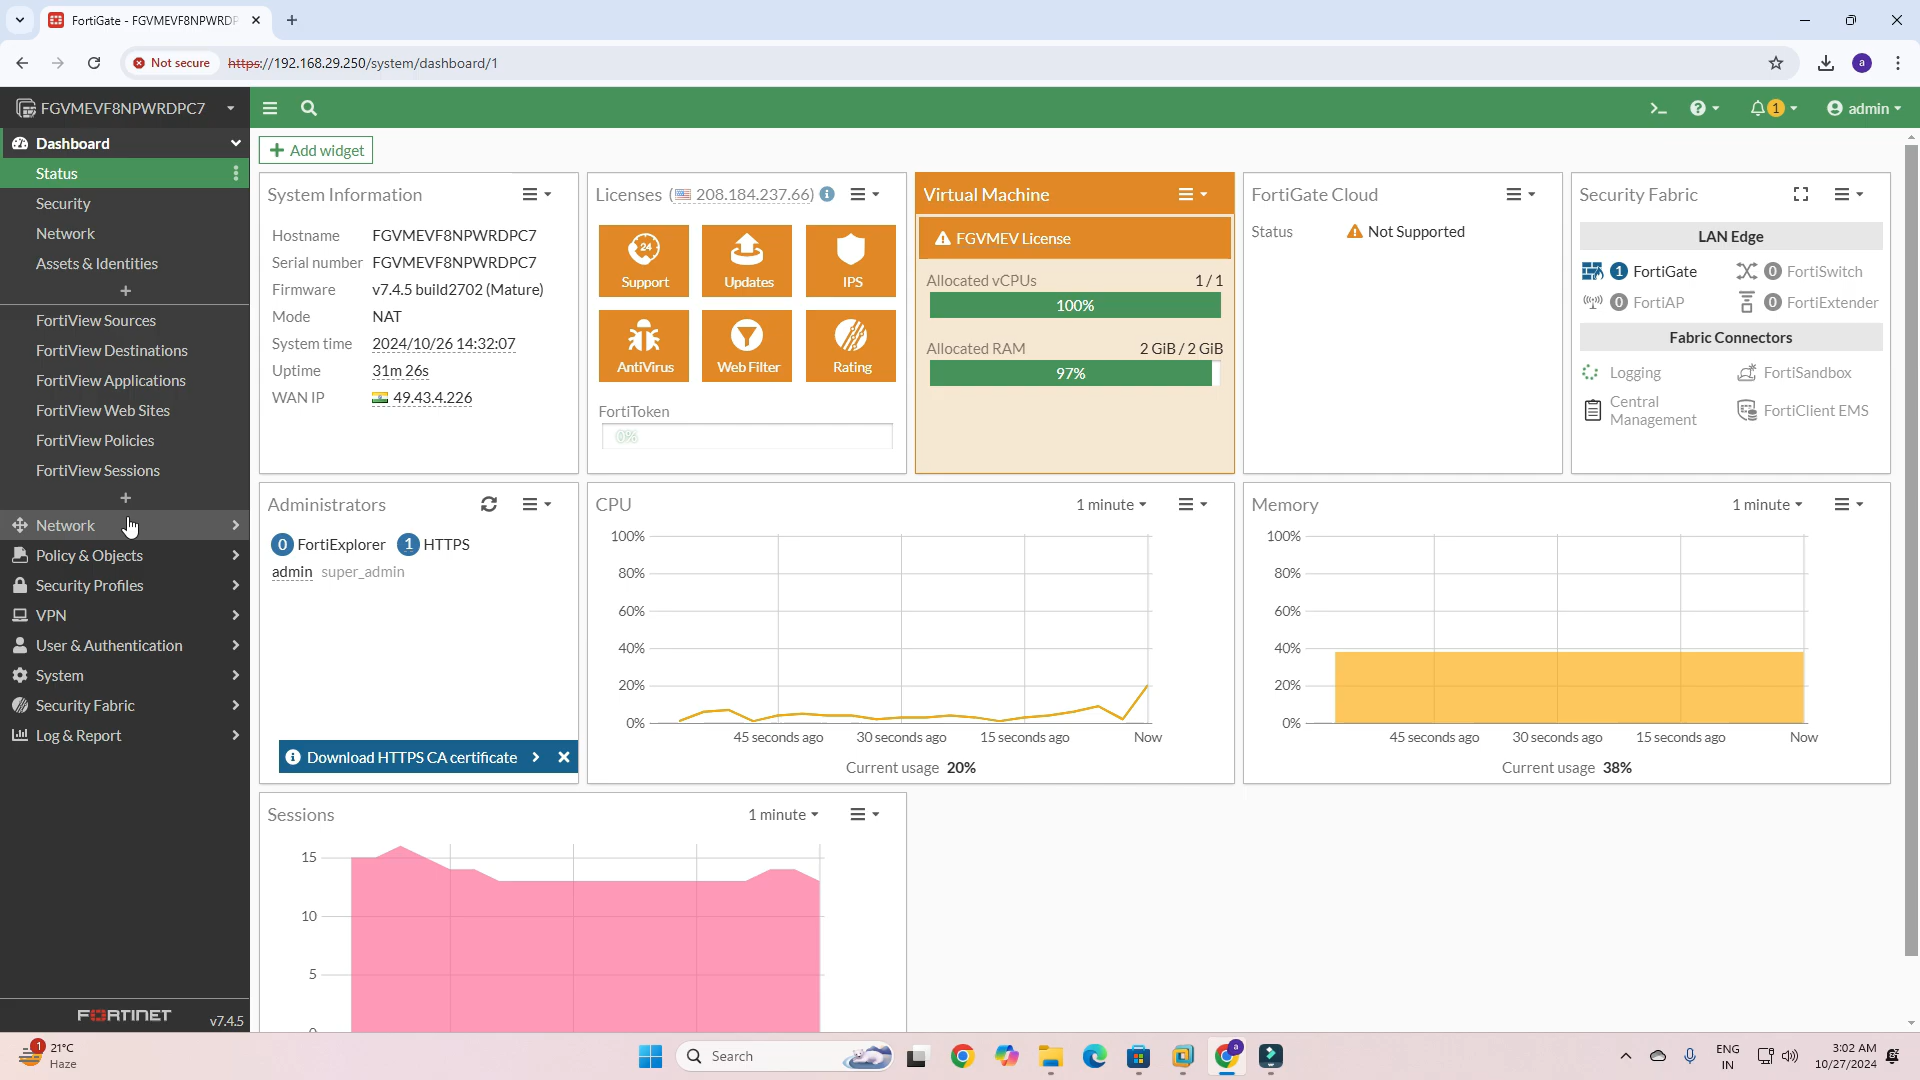 FortiGate - FGVMEVF8NPWRDP
Not secure
https://192.168.29.250/system/dashboard/1
a
FGVMEVF8NPWRDPC7
1
admin
Dashboard
Status
Security
Network
Assets & Identities
FortiView Sources
FortiView Destinations
FortiView Applications
FortiView Web Sites
FortiView Policies
FortiView Sessions
Network
Policy & Objects
Security Profiles
VPN
User & Authentication
System
Security Fabric
Log & Report
FORTINET
v7.4.5
Add widget
System Information
Hostname FGVMEVF8NPWRDPC7
Serial number FGVMEVF8NPWRDPC7
Firmware v7.4.5 build2702 (Mature)
Mode NAT
System time 2024/10/26 14:32:07
Uptime 31m 26s
WAN IP 49.43.4.226
Licenses (208.184.237.66)
24
Support
Updates
IPS
AntiVirus
Web Filter
Rating
FortiToken
0%
Virtual Machine
FGVMEV License
Allocated vCPUs 1 / 1
100%
Allocated RAM 2 GiB / 2 GiB
97%
FortiGate Cloud
Status Not Supported
Security Fabric
LAN Edge
1 FortiGate
0 FortiSwitch
0 FortiAP
0 FortiExtender
Fabric Connectors
Logging
FortiSandbox
Central
Management
FortiClient EMS
Administrators
0 FortiExplorer 1 HTTPS
admin super_admin
Download HTTPS CA certificate
CPU
1 minute
100%
80%
60%
40%
20%
0%
45 seconds ago
30 seconds ago
15 seconds ago
Now
Current usage 20%
Memory
1 minute
100%
80%
60%
40%
20%
0%
45 seconds ago
30 seconds ago
15 seconds ago
Now
Current usage 38%
Sessions
1 minute
15
10
5
1
21°C
Haze
Search
a
ENG
IN
3:02 AM
10/27/2024